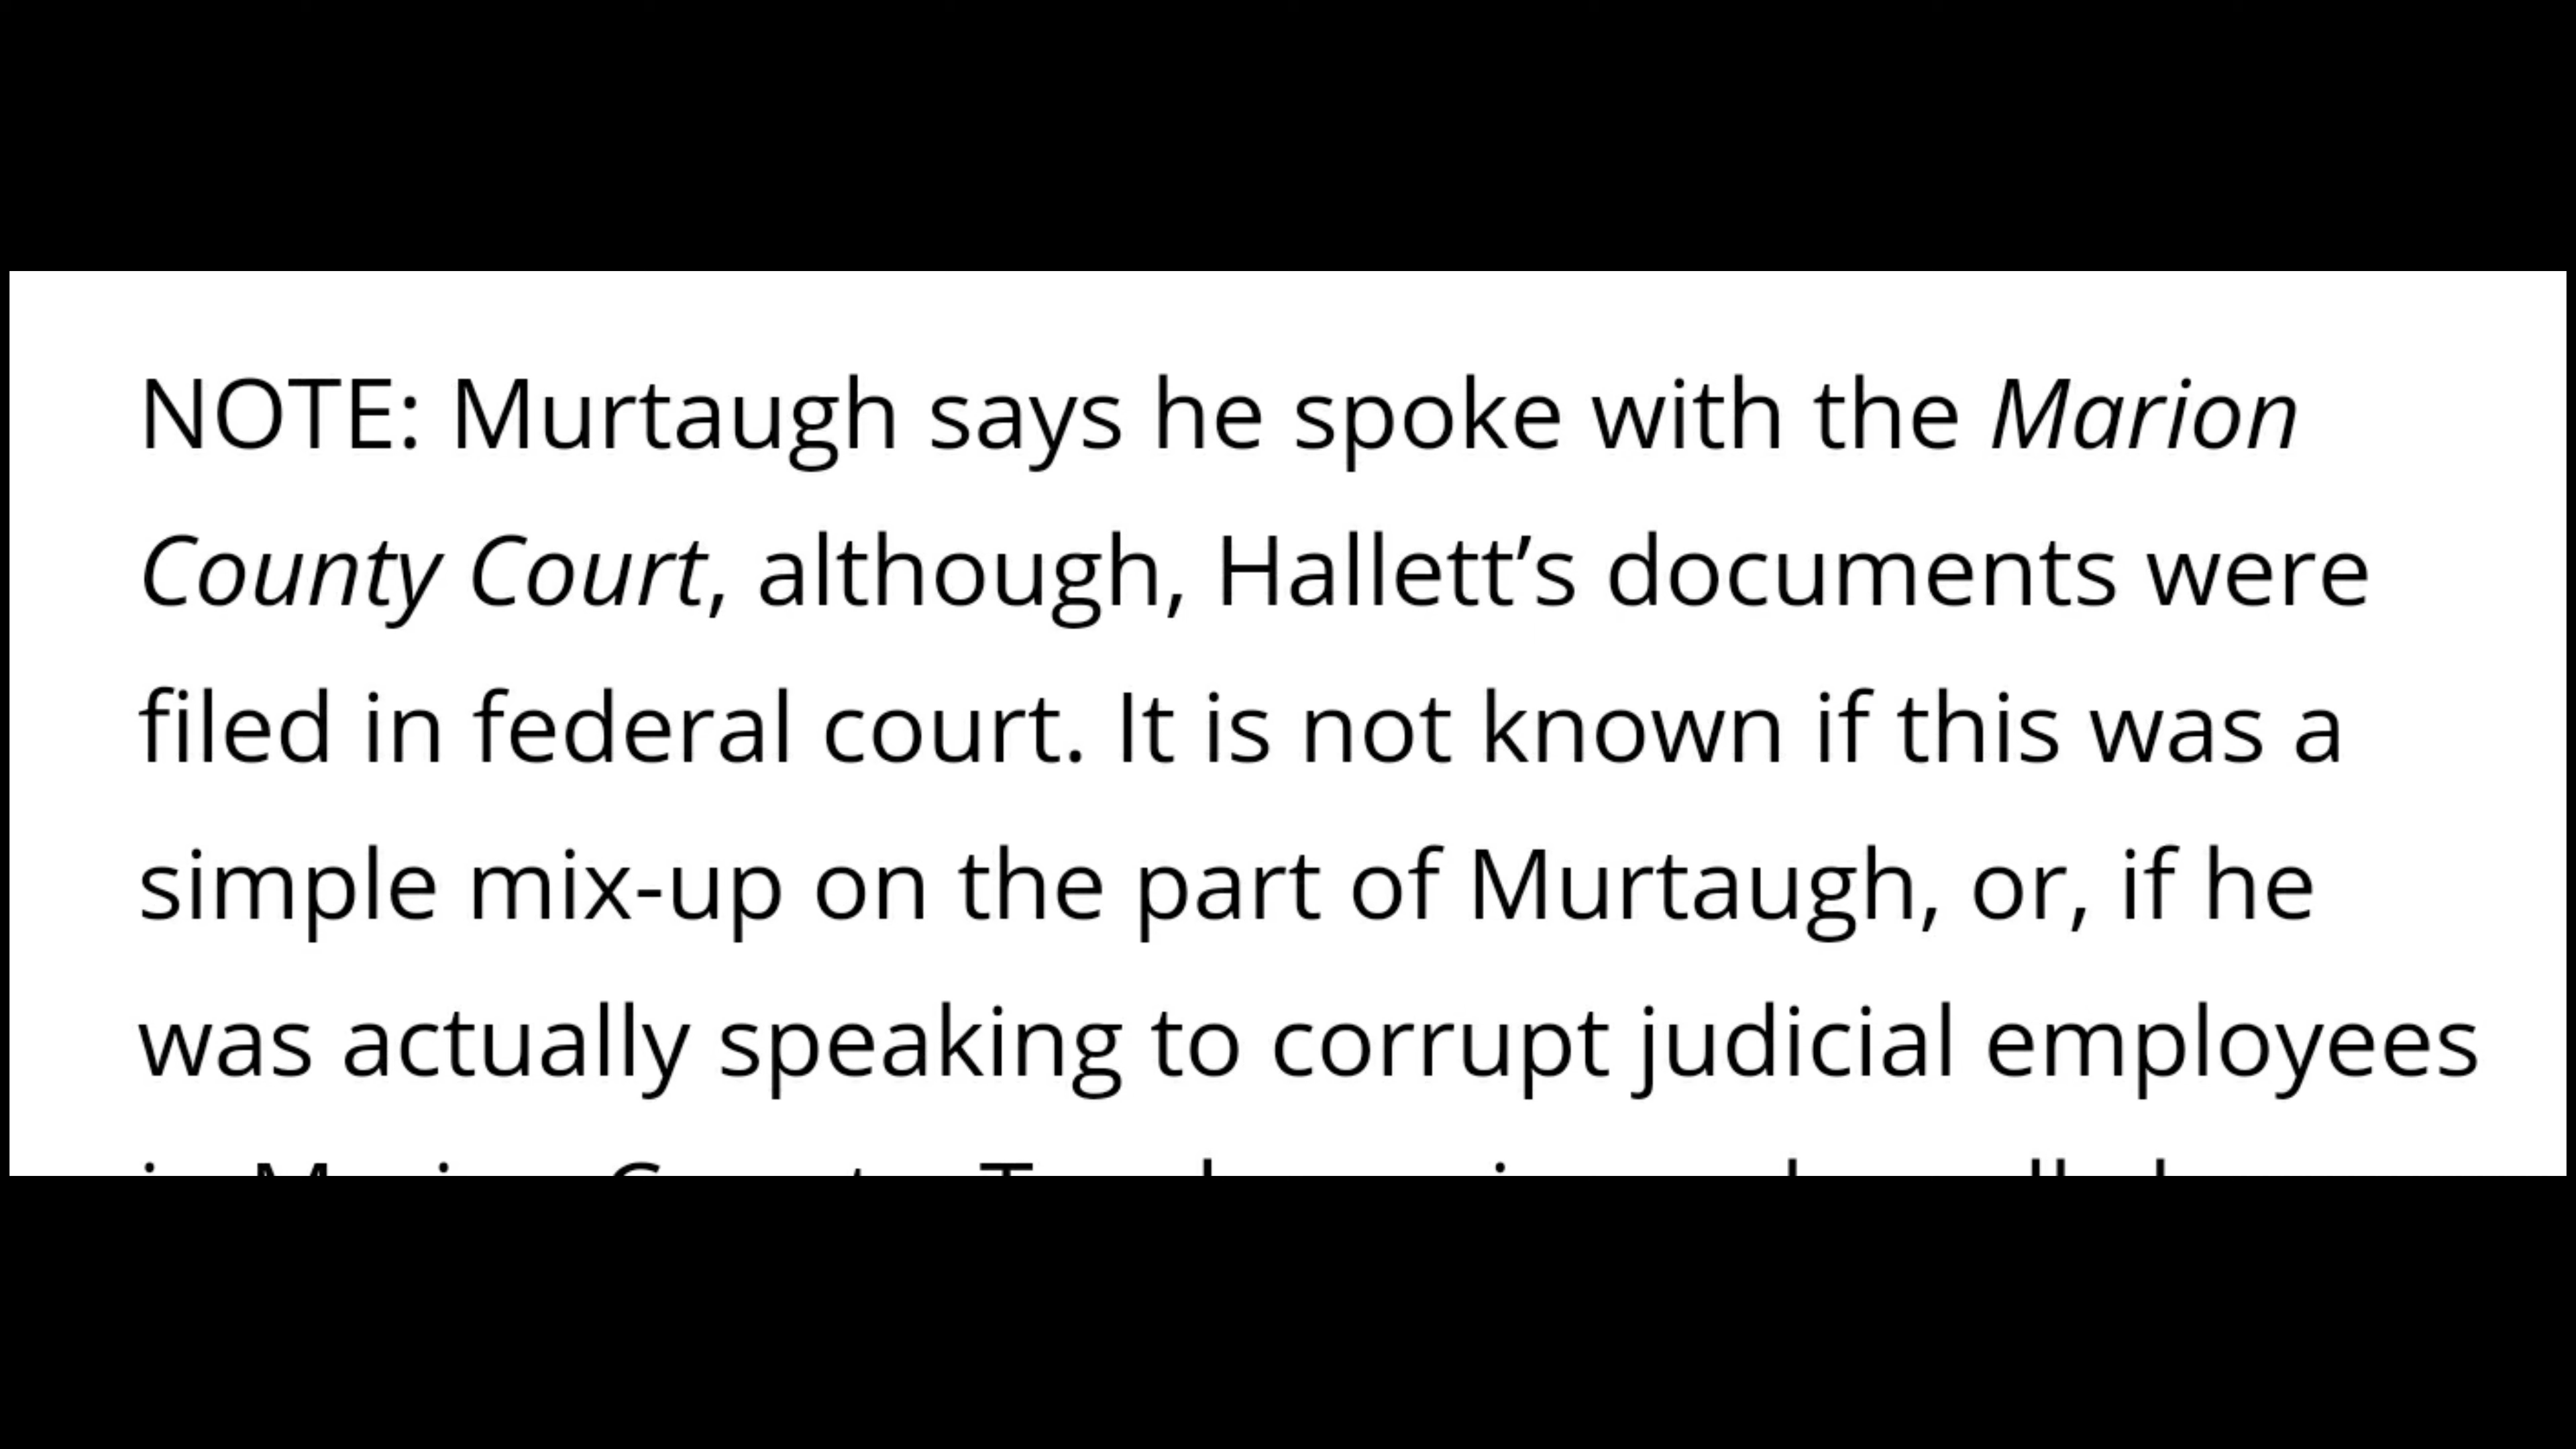 NOTE: Murtaugh says he spoke with the Marion
County Court, although, Hallett’s documents were
filed in federal court. It is not known if this was a
simple mix-up on the part of Murtaugh, or, if he
was actually speaking to corrupt judicial employees